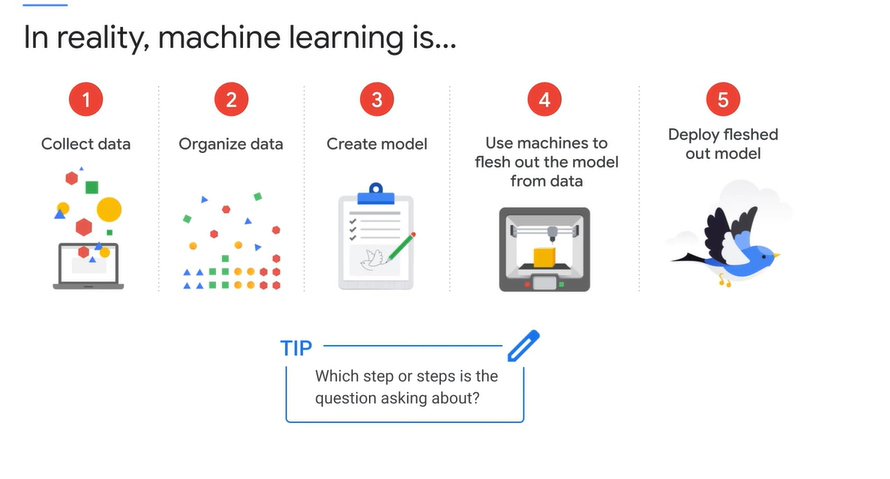 In reality, machine learning is...
1
Collect data
2
Organize data
3
Create model
4
Use machines to
flesh out the model
from data
5
Deploy fleshed
out model
TIP
Which step or steps is the
question asking about?